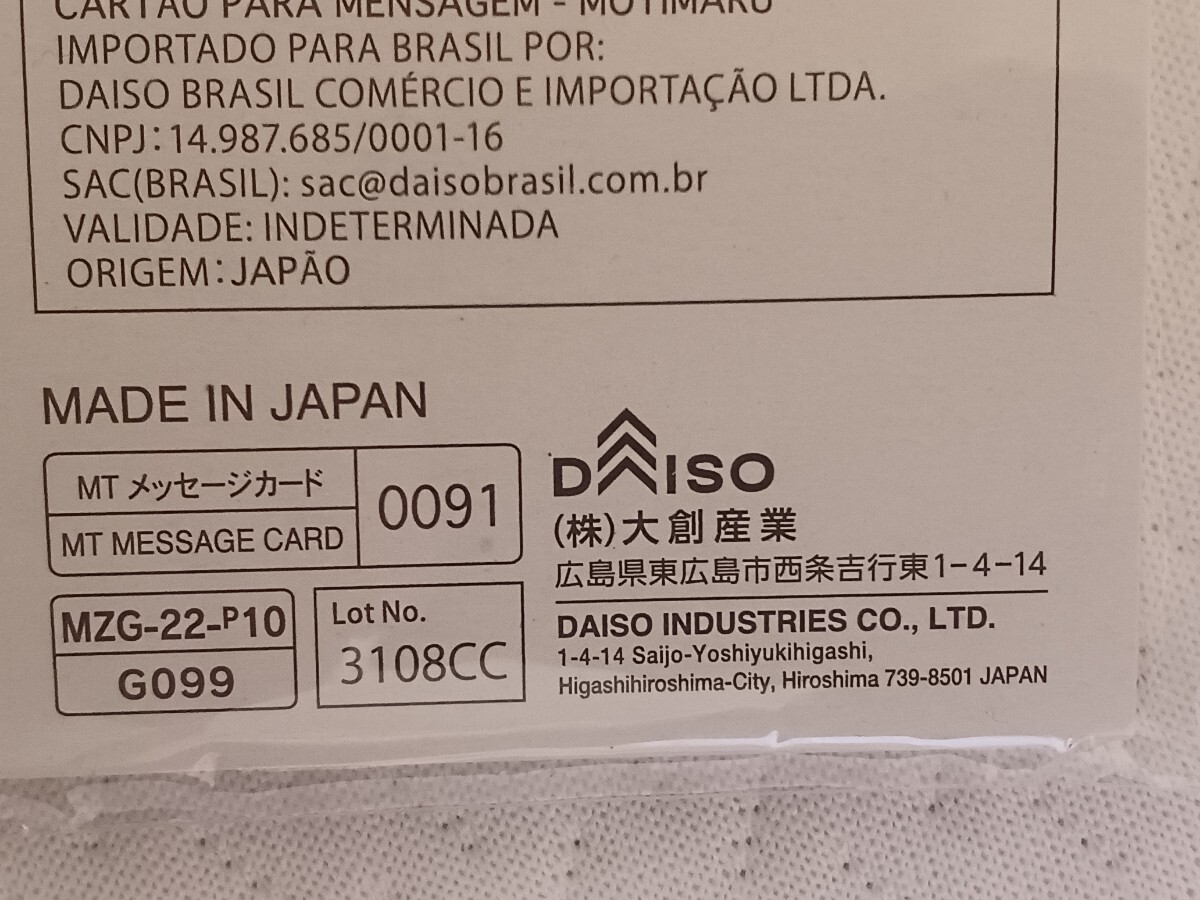 CARTÃO PARA MENSAGEM - MOTIMARU
IMPORTADO PARA BRASIL POR:
DAISO BRASIL COMÉRCIO E IMPORTAÇÃO LTDA.
CNPJ: 14.987.685/0001-16
SAC(BRASIL): sac@daisobrasil.com.br
VALIDADE: INDETERMINADA
ORIGEM: JAPÃO
MADE IN JAPAN
MT メッセージカード
MT MESSAGE CARD
0091
MZG-22-P10
G099
Lot No.
3108CC
DAISO
(株)大創産業
広島県東広島市西条吉行東1-4-14
DAISO INDUSTRIES CO., LTD.
1-4-14 Saijo-Yoshiyukihigashi,
Higashihiroshima-City, Hiroshima 739-8501 JAPAN